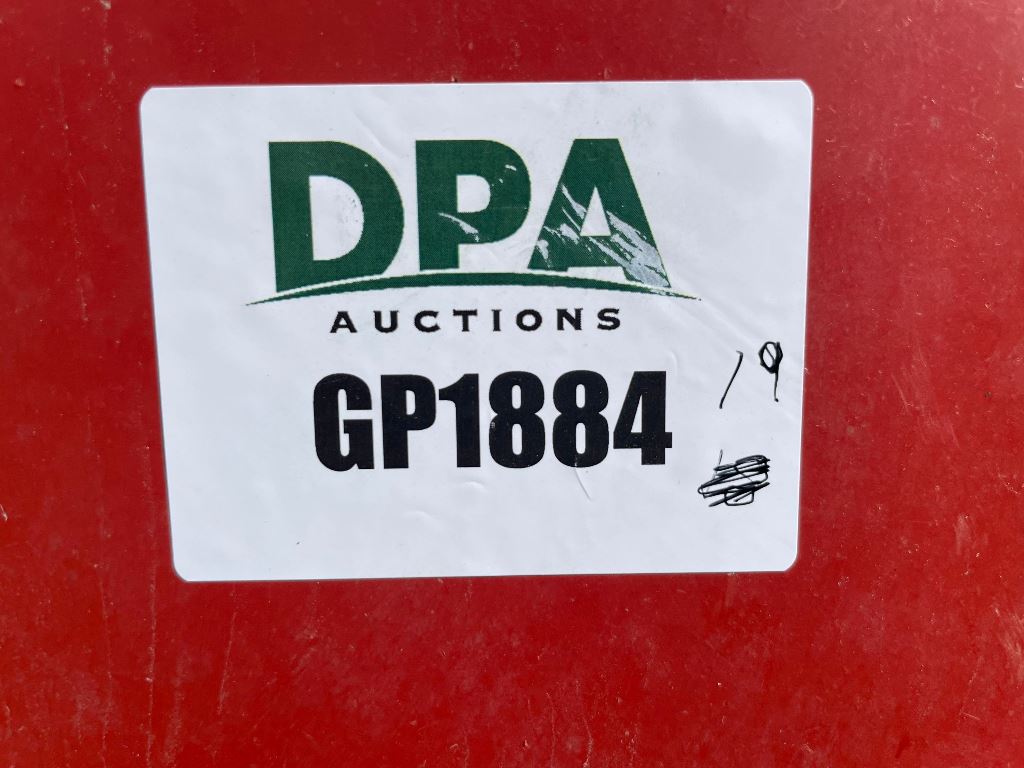 DPA
AUCTIONS
GP1884
19